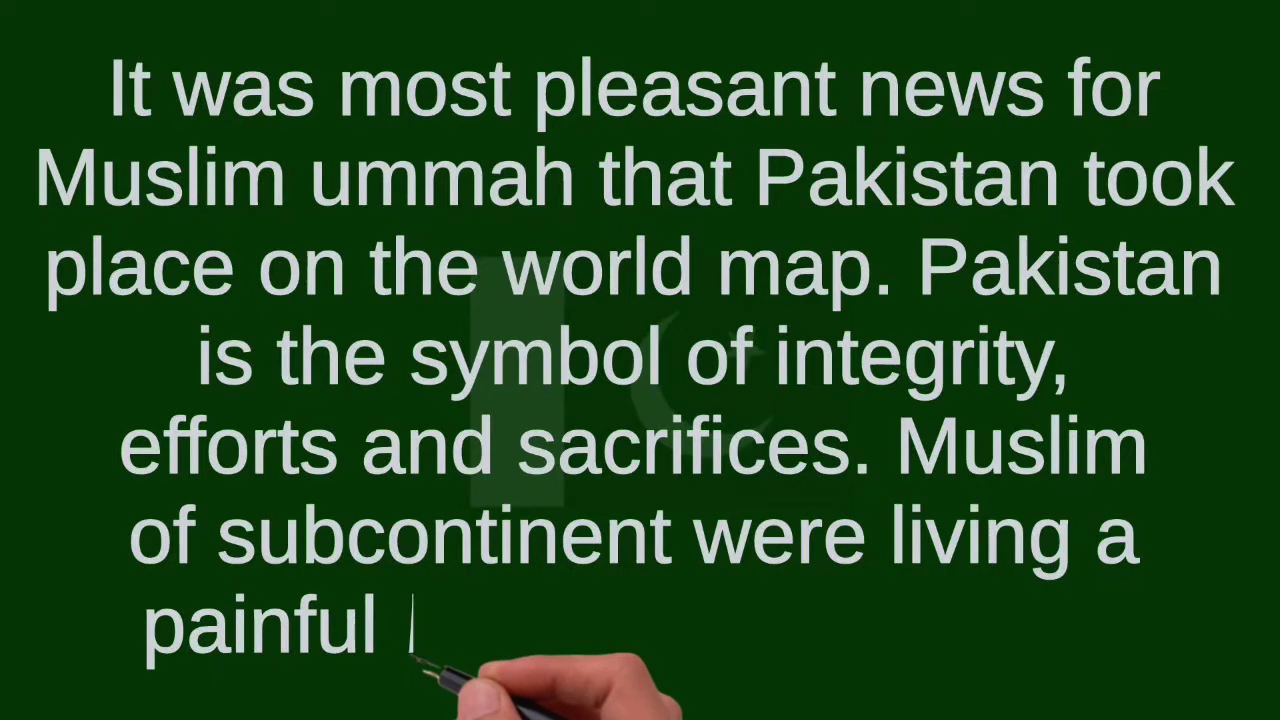 It was most pleasant news for
Muslim ummah that Pakistan took
place on the world map. Pakistan
is the symbol of integrity,
efforts and sacrifices. Muslim
of subcontinent were living a
painful